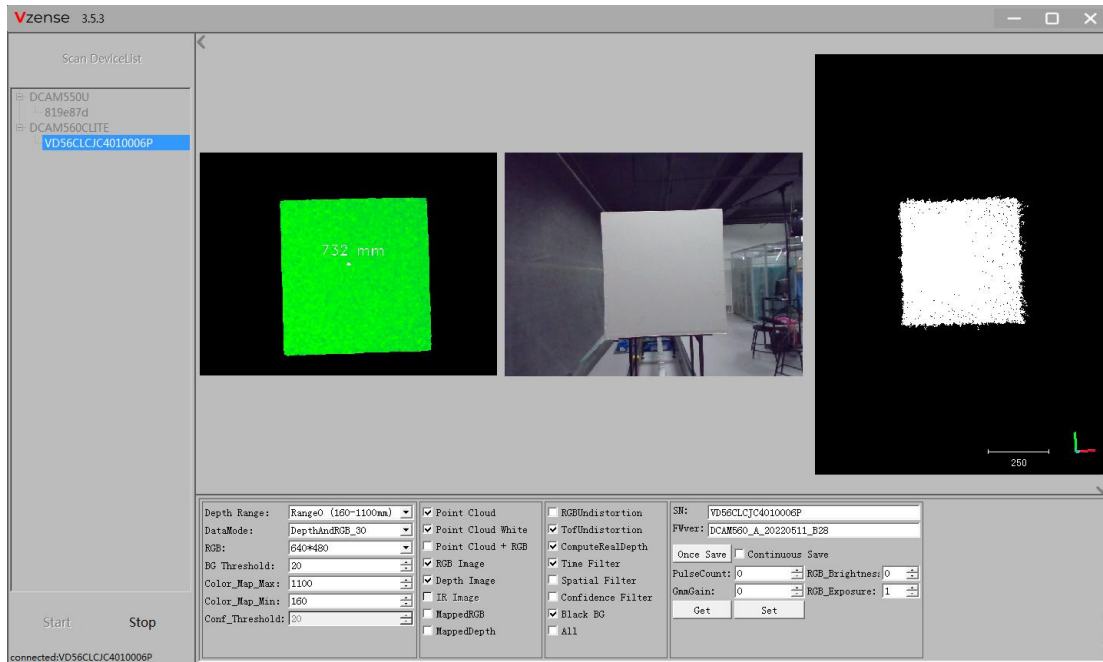 Vzense 3.5.3
Scan DeviceList
DCAM550U
819e87d
DCAM560CLITE
VD56CLCJC4010006P
732 mm
250
Depth Range: Range0 (160-1100mm)
DataMode: DepthAndRGB_30
RGB: 640*480
BG Threshold: 20
Color_Map_Max: 1100
Color_Map_Min: 160
Conf_Threshold: 20
Point Cloud
Point Cloud White
Point Cloud + RGB
RGB Image
Depth Image
IR Image
MappedRGB
MappedDepth
RGBUndistortion
TofUndistortion
ComputeRealDepth
Time Filter
Spatial Filter
Confidence Filter
Black BG
All
SN: VD56CLCJC4010006P
FWver: DCAM560_A_20220511_B28
Once Save Continuous Save
PulseCount: 0 RGB_Brightnes: 0
GmmGain: 0 RGB_Exposure: 1
Get Set
Start Stop
connected:VD56CLCJC4010006P